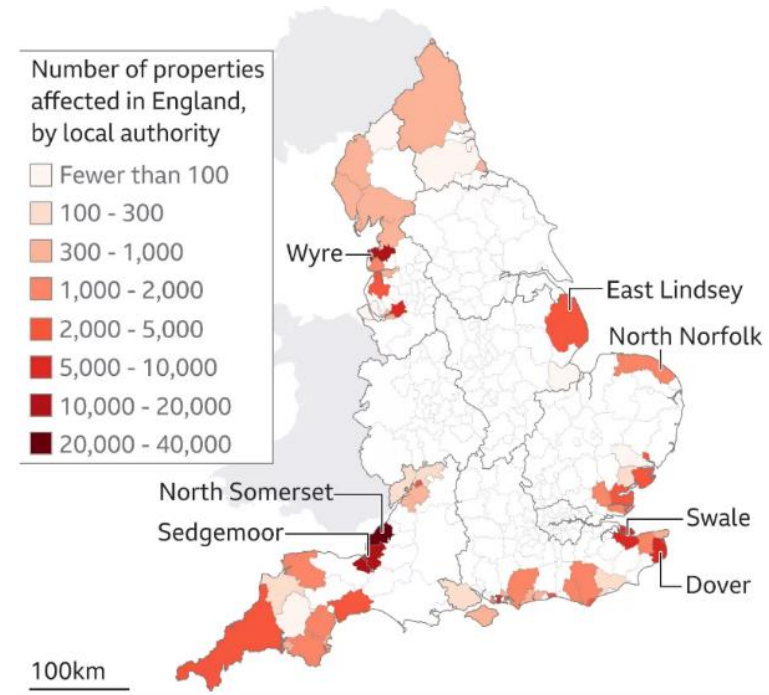 Number of properties
affected in England,
by local authority
Fewer than 100
100 - 300
300 - 1,000
1,000 - 2,000
2,000 - 5,000
5,000 - 10,000
10,000 - 20,000
20,000 - 40,000
Wyre
East Lindsey
North Norfolk
North Somerset
Sedgemoor
Swale
Dover
100km